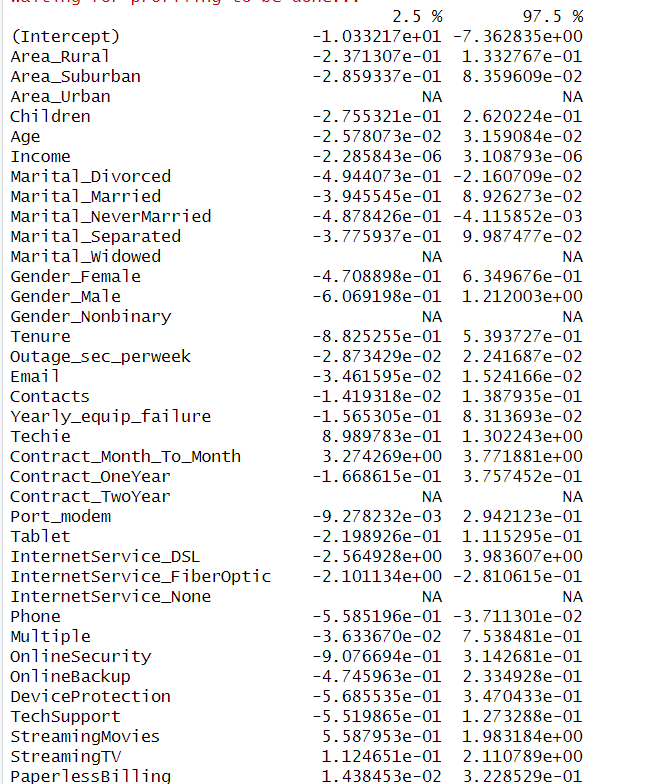 waiting for profiling to be done...
2.5 % 97.5 %
(Intercept) -1.033217e+01 -7.362835e+00
Area_Rural -2.371307e-01 1.332767e-01
Area_Suburban -2.859337e-01 8.359609e-02
Area_Urban NA NA
Children -2.755321e-01 2.620224e-01
Age -2.578073e-02 3.159084e-02
Income -2.285843e-06 3.108793e-06
Marital_Divorced -4.944073e-01 -2.160709e-02
Marital_Married -3.945545e-01 8.926273e-02
Marital_NeverMarried -4.878426e-01 -4.115852e-03
Marital_Separated -3.775937e-01 9.987477e-02
Marital_Widowed NA NA
Gender_Female -4.708898e-01 6.349676e-01
Gender_Male -6.069198e-01 1.212003e+00
Gender_Nonbinary NA NA
Tenure -8.825255e-01 5.393727e-01
Outage_sec_perweek -2.873429e-02 2.241687e-02
Email -3.461595e-02 1.524166e-02
Contacts -1.419318e-02 1.387935e-01
Yearly_equip_failure -1.565305e-01 8.313693e-02
Techie 8.989783e-01 1.302243e+00
Contract_Month_To_Month 3.274269e+00 3.771881e+00
Contract_OneYear -1.668615e-01 3.757452e-01
Contract_TwoYear NA NA
Port_modem -9.278232e-03 2.942123e-01
Tablet -2.198926e-01 1.115295e-01
InternetService_DSL -2.564928e+00 3.983607e+00
InternetService_FiberOptic -2.101134e+00 -2.810615e-01
InternetService_None NA NA
Phone -5.585196e-01 -3.711301e-02
Multiple -3.633670e-02 7.538481e-01
OnlineSecurity -9.076694e-01 3.142681e-01
OnlineBackup -4.745963e-01 2.334928e-01
DeviceProtection -5.685535e-01 3.470433e-01
TechSupport -5.519865e-01 1.273288e-01
StreamingMovies 5.587953e-01 1.983184e+00
StreamingTV 1.124651e-01 2.110789e+00
PaperlessBilling 1.438453e-02 3.228529e-01